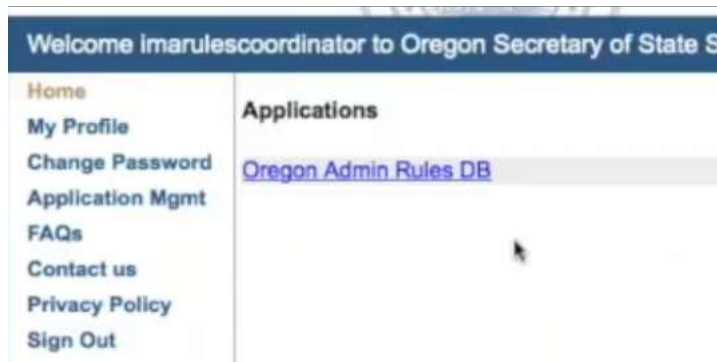 Welcome imarulescoordinator to Oregon Secretary of State S
Home
My Profile
Change Password
Application Mgmt
FAQs
Contact us
Privacy Policy
Sign Out
Applications
Oregon Admin Rules DB